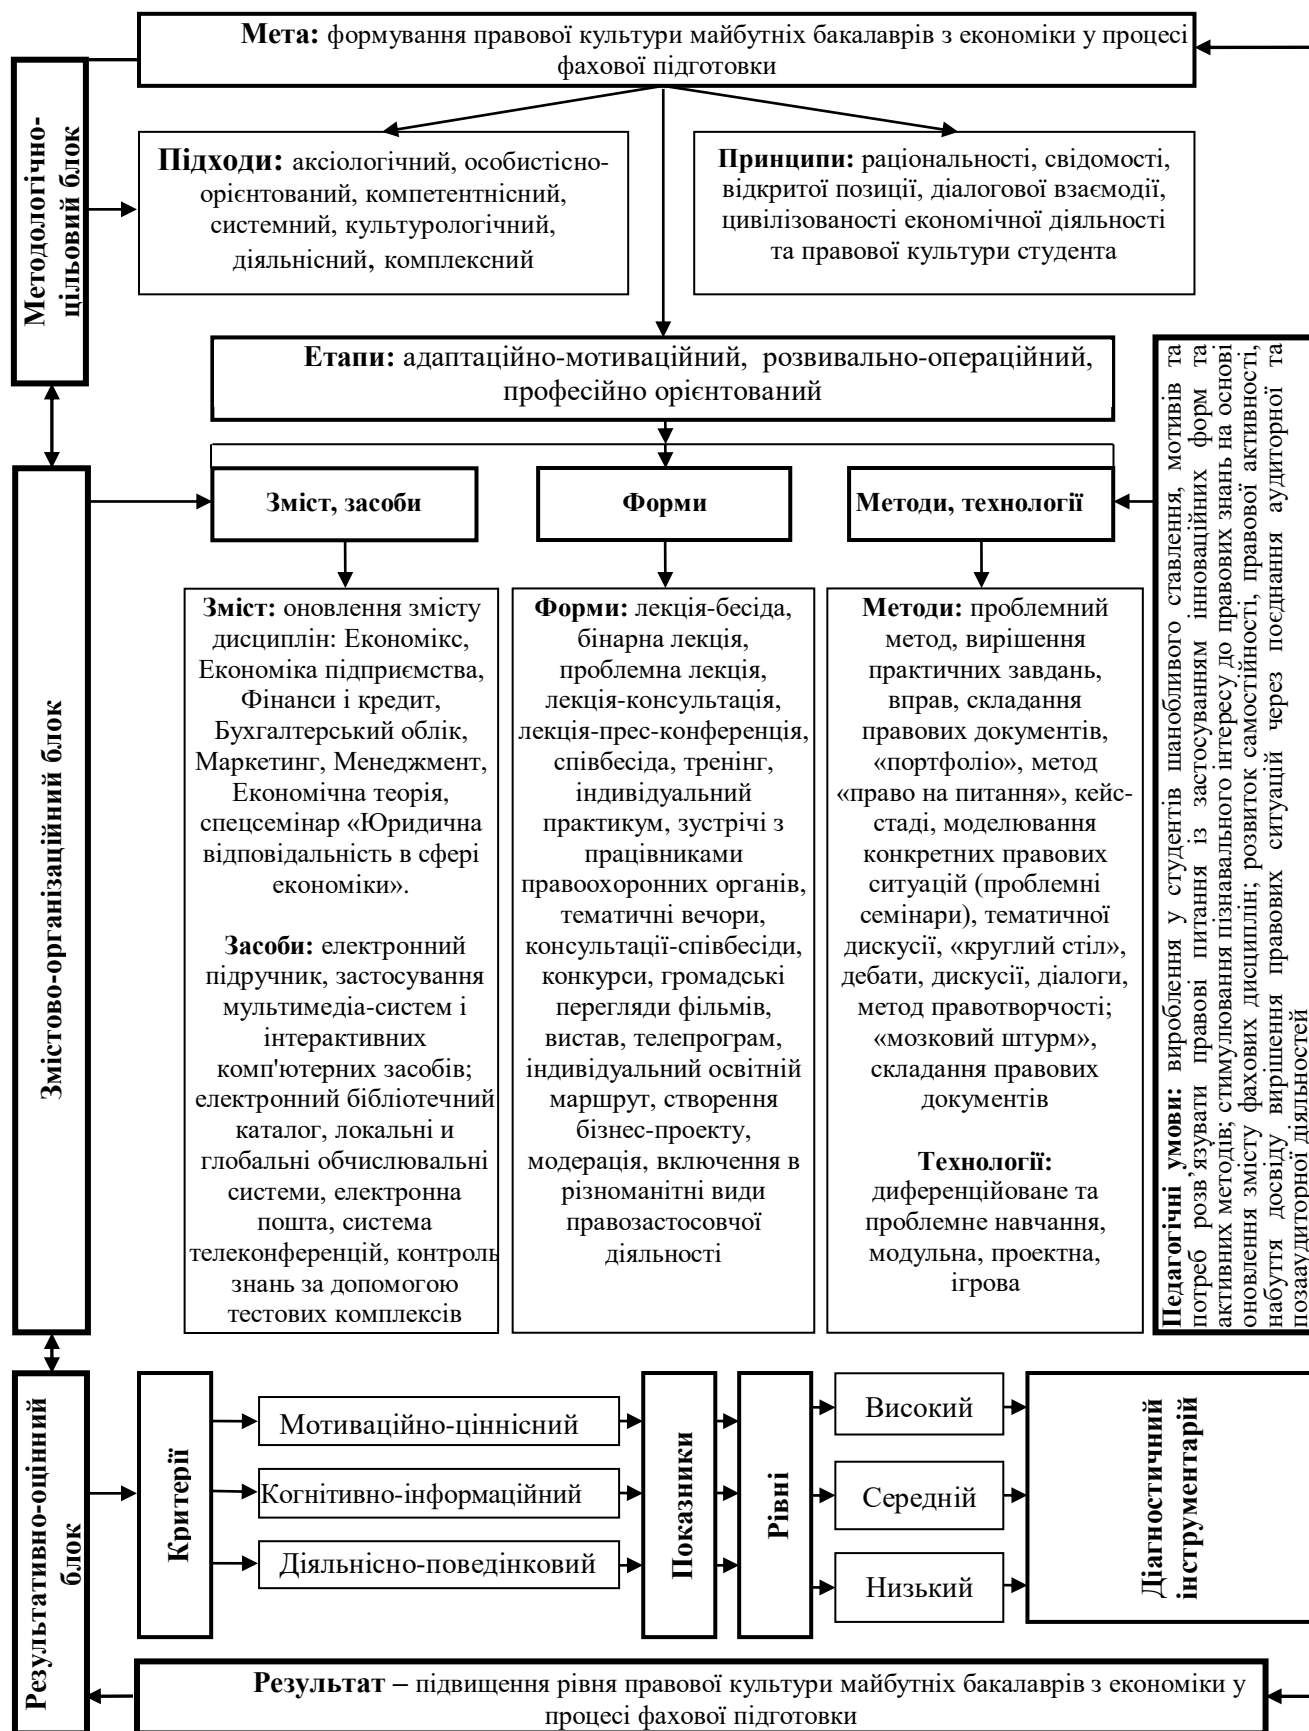 Мета: формування правової культури майбутніх бакалаврів з економіки у процесі
фахової підготовки
Методологічно-
цільовий блок
Підходи: аксіологічний, особистісно-
орієнтований, компетентнісний,
системний, культурологічний,
діяльнісний, комплексний
Принципи: раціональності, свідомості,
відкритої позиції, діалогової взаємодії,
цивілізованості економічної діяльності
та правової культури студента
Етапи: адаптаційно-мотиваційний, розвивально-операційний,
професійно орієнтований
Змістово-організаційний блок
Зміст, засоби
Форми
Методи, технології
Зміст: оновлення змісту
дисциплін: Економікс,
Економіка підприємства,
Фінанси і кредит,
Бухгалтерський облік,
Маркетинг, Менеджмент,
Економічна теорія,
спецсемінар «Юридична
відповідальність в сфері
економіки».
Засоби: електронний
підручник, застосування
мультимедіа-систем і
інтерактивних
комп'ютерних засобів;
електронний бібліотечний
каталог, локальні и
глобальні обчислювальні
системи, електронна
пошта, система
телеконференцій, контроль
знань за допомогою
тестових комплексів
Форми: лекція-бесіда,
бінарна лекція,
проблемна лекція,
лекція-консультація,
лекція-прес-конференція,
співбесіда, тренінг,
індивідуальний
практикум, зустрічі з
працівниками
правоохоронних органів,
тематичні вечори,
консультації-співбесіди,
конкурси, громадські
перегляди фільмів,
вистав, телепрограм,
індивідуальний освітній
маршрут, створення
бізнес-проекту,
модерація, включення в
різноманітні види
правозастосовчої
діяльності
Методи: проблемний
метод, вирішення
практичних завдань,
вправ, складання
правових документів,
«портфоліо», метод
«право на питання», кейс-
стаді, моделювання
конкретних правових
ситуацій (проблемні
семінари), тематичної
дискусії, «круглий стіл»,
дебати, дискусії, діалоги,
метод правотворчості;
«мозковий штурм»,
складання правових
документів
Технології:
диференційоване та
проблемне навчання,
модульна, проектна,
ігрова
Педагогічні умови: вироблення у студентів шанобливого ставлення, мотивів та
потреб розв’язувати правові питання із застосуванням інноваційних форм та
активних методів; стимулювання пізнавального інтересу до правових знань на основі
оновлення змісту фахових дисциплін; розвиток самостійності, правової активності,
набуття досвіду вирішення правових ситуацій через поєднання аудиторної та
позааудиторної діяльностей
Результативно-оцінний
блок
Критерії
Мотиваційно-ціннісний
Когнітивно-інформаційний
Діяльнісно-поведінковий
Показники
Рівні
Високий
Середній
Низький
Діагностичний
інструментарій
Результат – підвищення рівня правової культури майбутніх бакалаврів з економіки у
процесі фахової підготовки